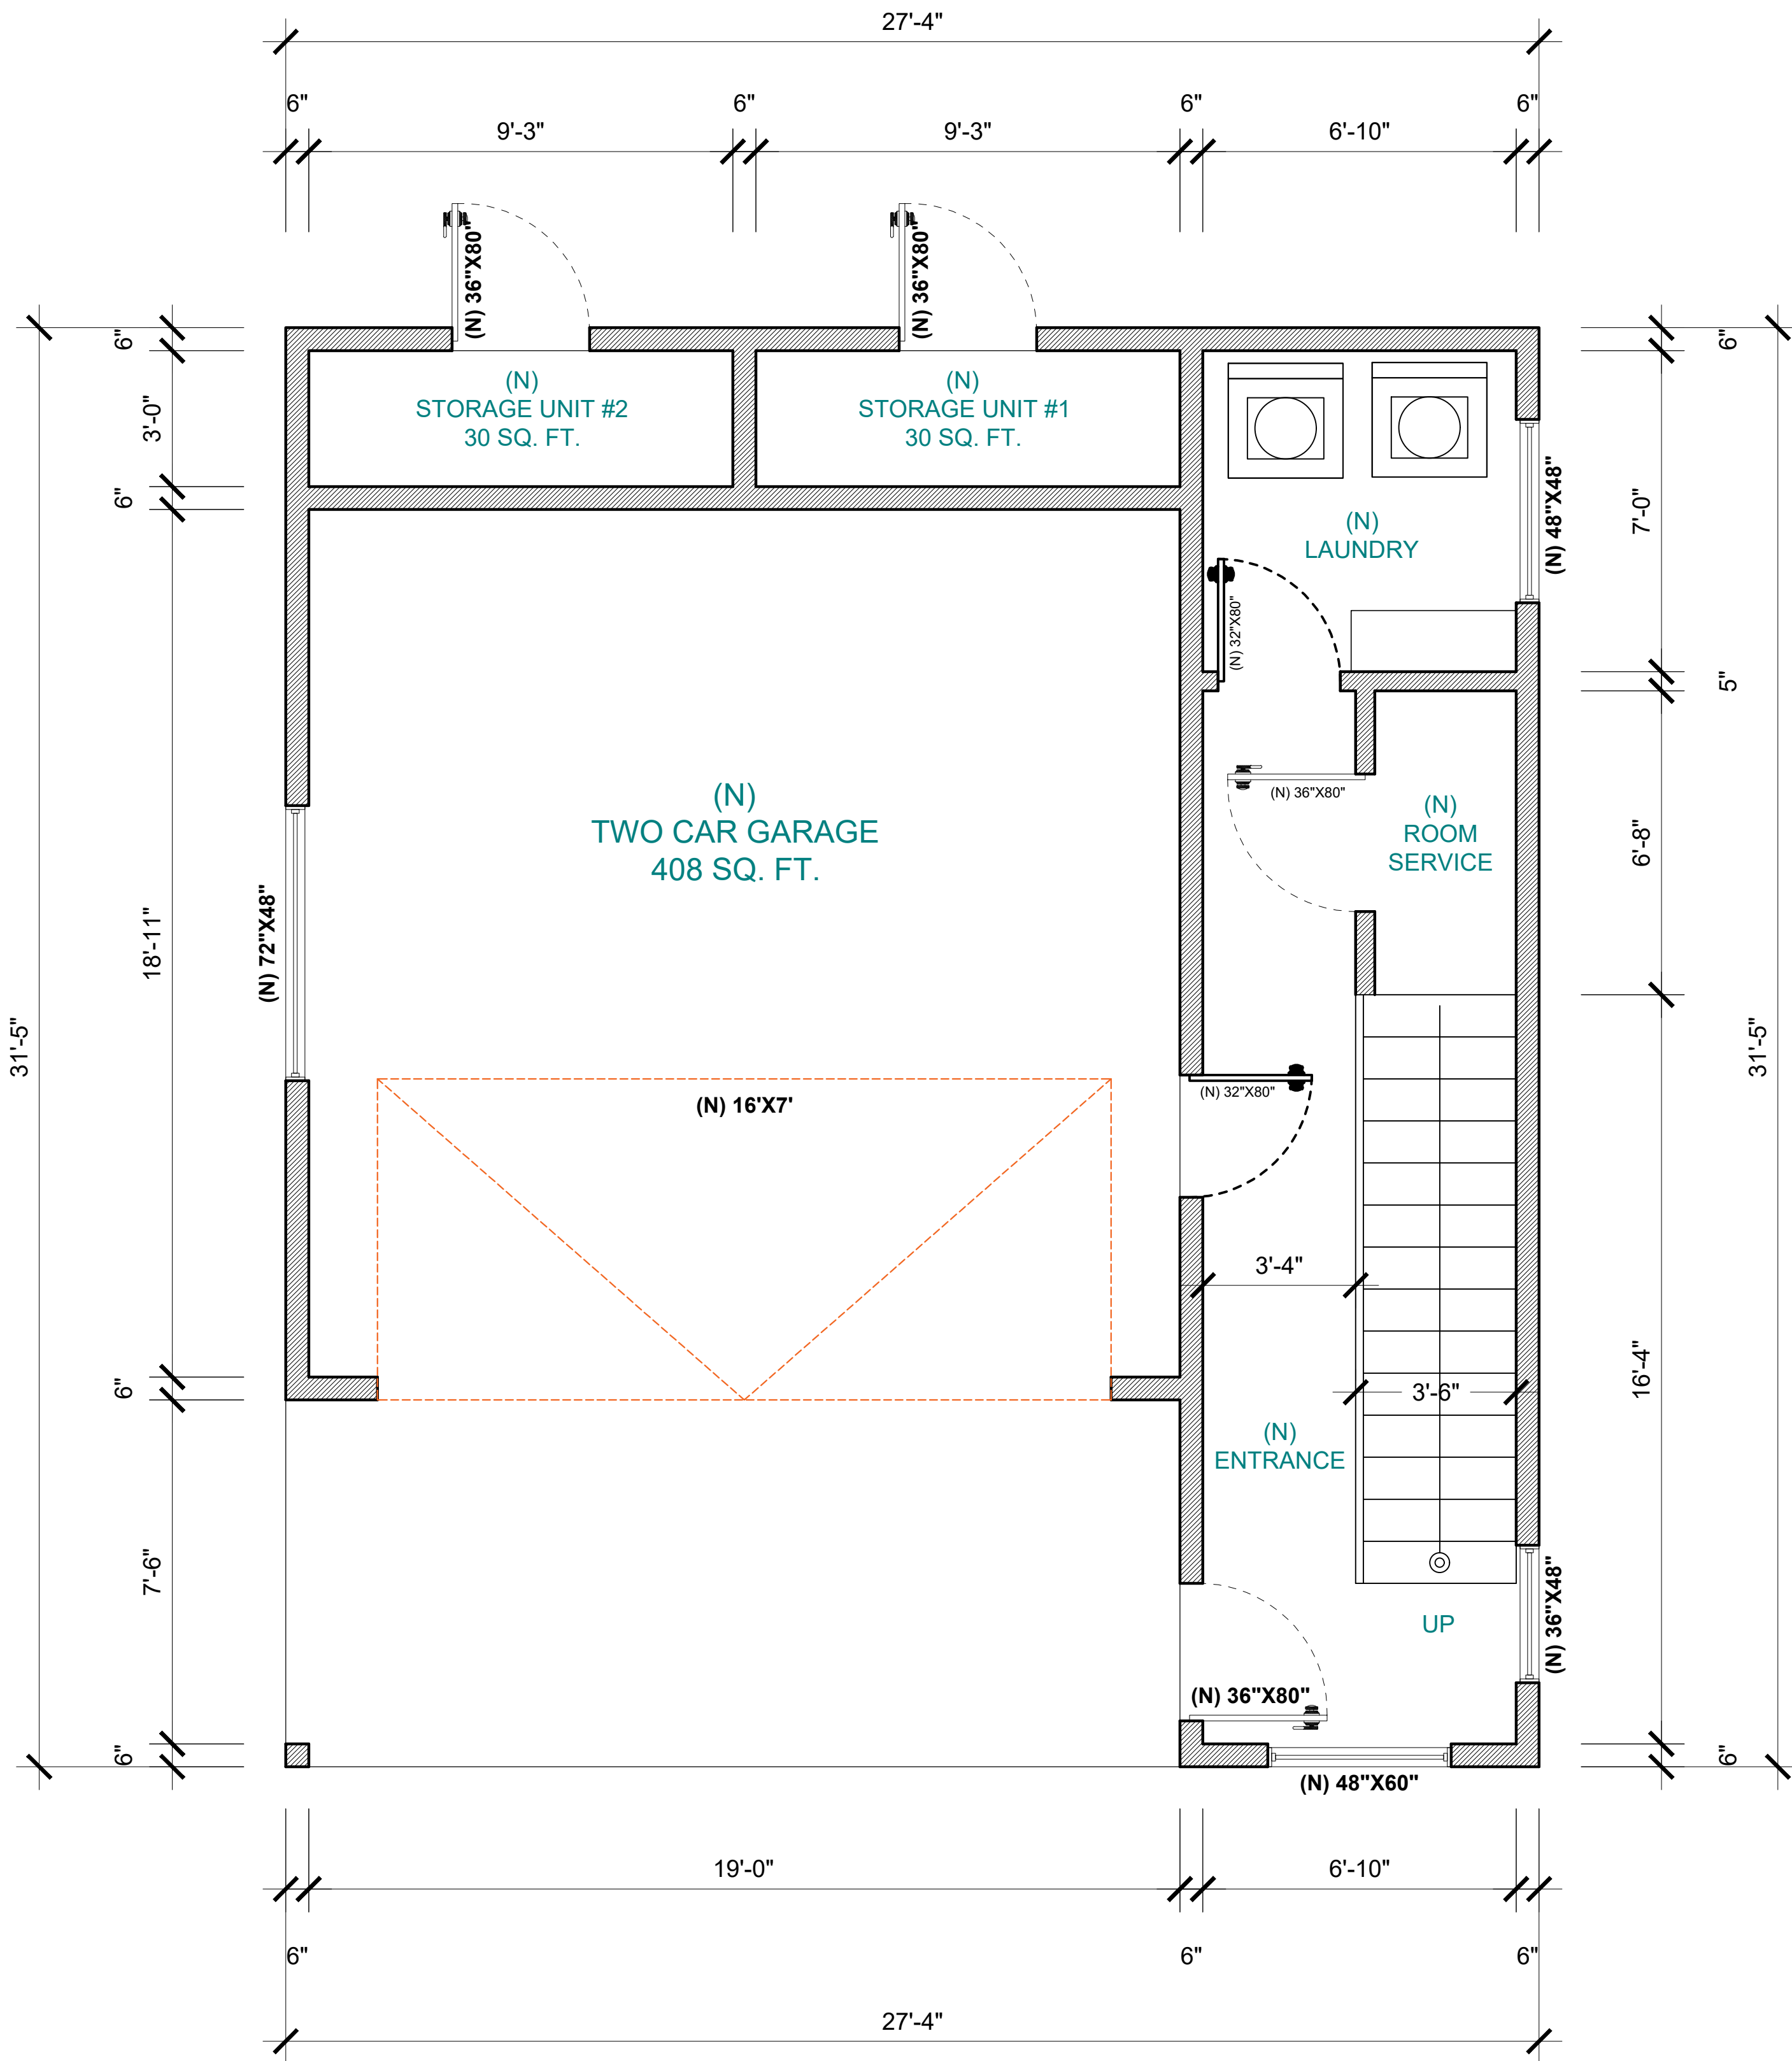 27'-4"
6"
6"
6"
6"
9'-3"
9'-3"
6'-10"
(N) 36"X80"
(N) 36"X80"
6"
6"
3'-0"
(N)
STORAGE UNIT #2
30 SQ. FT.
(N)
STORAGE UNIT #1
30 SQ. FT.
6"
(N) 48"X48"
7'-0"
(N)
LAUNDRY
(N) 32"X80"
5"
(N) 36"X80"
(N)
TWO CAR GARAGE
408 SQ. FT.
(N)
ROOM
SERVICE
6'-8"
(N) 72"X48"
18'-11"
31'-5"
31'-5"
(N) 32"X80"
(N) 16'X7'
3'-4"
6"
3'-6"
16'-4"
(N)
ENTRANCE
7'-6"
UP
(N) 36"X48"
(N) 36"X80"
6"
6"
(N) 48"X60"
19'-0"
6'-10"
6"
6"
6"
27'-4"